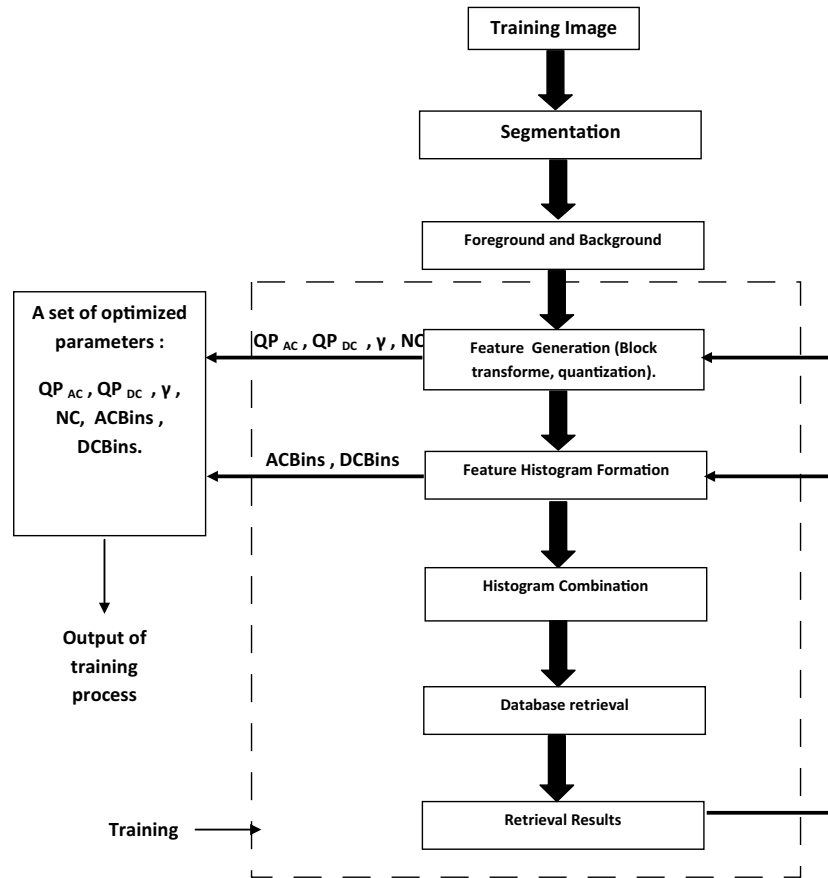 Training Image
Segmentation
Foreground and Background
A set of optimized
parameters :
QP AC , QP DC , γ ,
NC, ACBins ,
DCBins.
QP AC , QP DC , γ , NC
Feature Generation (Block
transforme, quantization).
ACBins , DCBins
Feature Histogram Formation
Histogram Combination
Output of
training
process
Database retrieval
Training
Retrieval Results